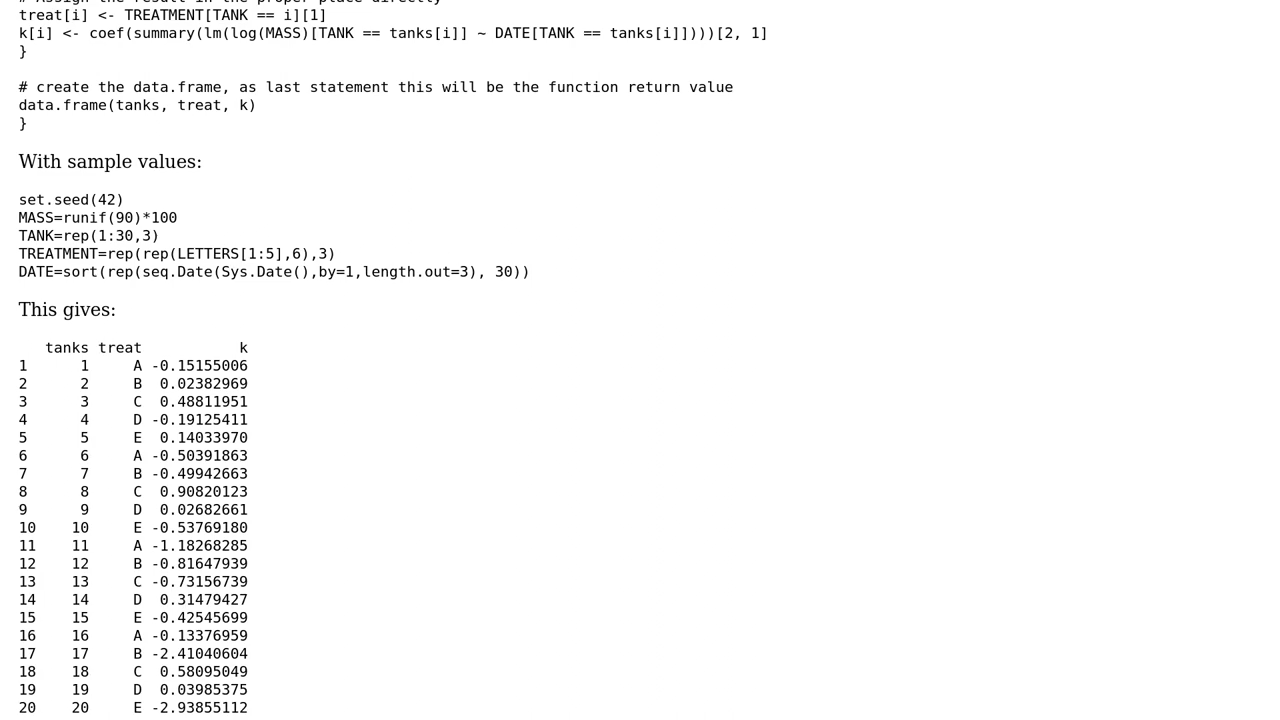 # Assign the result in the proper place directly
treat[i] <- TREATMENT[TANK == i][1]
k[i] <- coef(summary(lm(log(MASS)[TANK == tanks[i]] ~ DATE[TANK == tanks[i]])))[2, 1]
}
# create the data.frame, as last statement this will be the function return value
data.frame(tanks, treat, k)
}
With sample values:
set.seed(42)
MASS=runif(90)*100
TANK=rep(1:30,3)
TREATMENT=rep(rep(LETTERS[1:5],6),3)
DATE=sort(rep(seq.Date(Sys.Date(),by=1,length.out=3), 30))
This gives:
tanks treat k
1 1 A -0.15155006
2 2 B 0.02382969
3 3 C 0.48811951
4 4 D -0.19125411
5 5 E 0.14033970
6 6 A -0.50391863
7 7 B -0.49942663
8 8 C 0.90820123
9 9 D 0.02682661
10 10 E -0.53769180
11 11 A -1.18268285
12 12 B -0.81647939
13 13 C -0.73156739
14 14 D 0.31479427
15 15 E -0.42545699
16 16 A -0.13376959
17 17 B -2.41040604
18 18 C 0.58095049
19 19 D 0.03985375
20 20 E -2.93855112